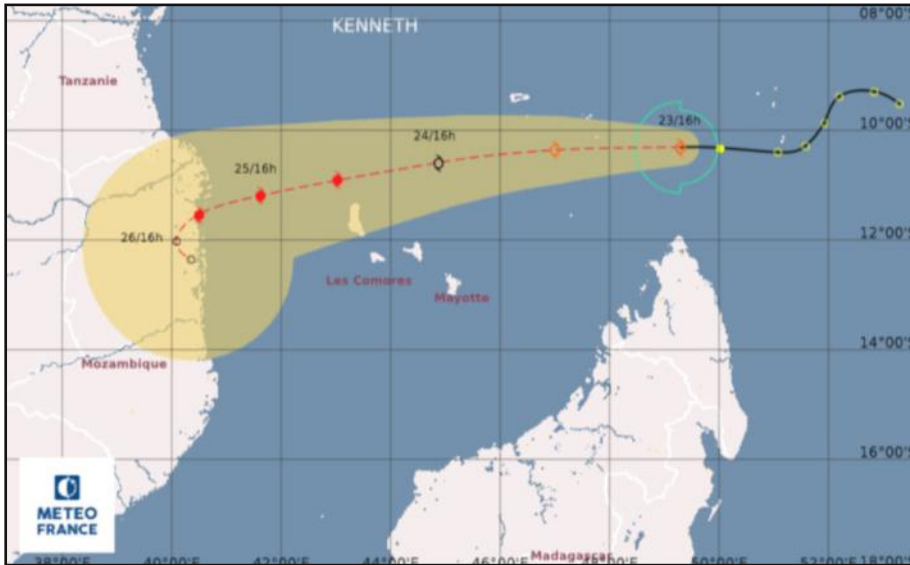 KENNETH
08°00'S
Tanzanie
23/16h
10°00'S
24/16h
25/16h
26/16h
12°00'S
Les Comores
Mayotte
14°00'S
Mozambique
16°00'S
METEO
FRANCE
Madagascar
38°00'E
40°00'E
42°00'E
44°00'E
46°00'E
48°00'E
50°00'E
52°00'E
18°00'S